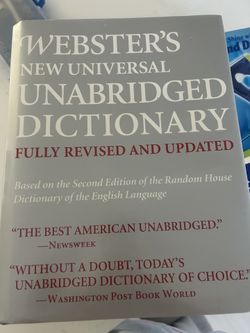 WEBSTER'S
NEW UNIVERSAL
UNABRIDGED
DICTIONARY
FULLY REVISED AND UPDATED
Based on the Second Edition of the Random House
Dictionary of the English Language
"THE BEST AMERICAN UNABRIDGED."
—NEWSWEEK
"WITHOUT A DOUBT, TODAY'S
UNABRIDGED DICTIONARY OF CHOICE."
—WASHINGTON POST BOOK WORLD